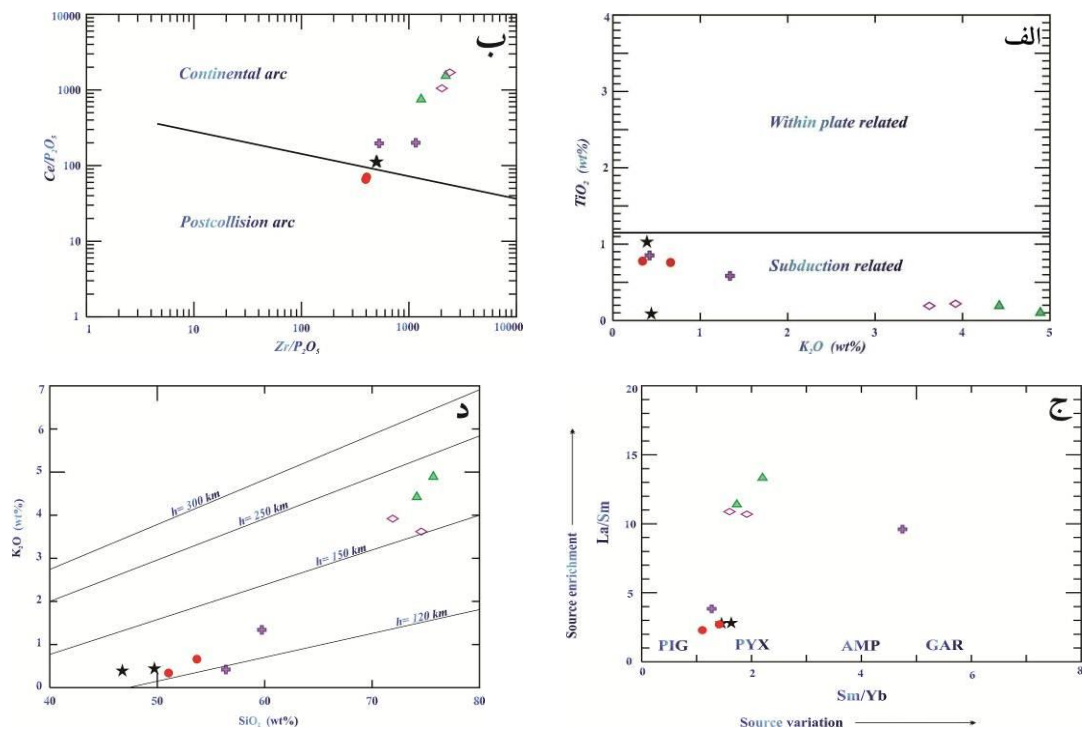 ب
10000
1000
100
10
1
Ce/P₂O₅
Continental arc
Postcollision arc
1
10
100
1000
10000
Zr/P₂O₅
الف
5
4
3
2
1
0
TiO₂ (wt%)
Within plate related
Subduction related
0
1
2
3
4
5
K₂O (wt%)
د
7
6
5
4
3
2
1
0
K₂O (wt%)
h= 300 km
h= 250 km
h= 150 km
h= 120 km
40
50
60
70
80
SiO₂ (wt%)
ج
20
15
10
5
0
Source enrichment
La/Sm
PIG PYX AMP GAR
0
2
4
6
8
Sm/Yb
Source variation